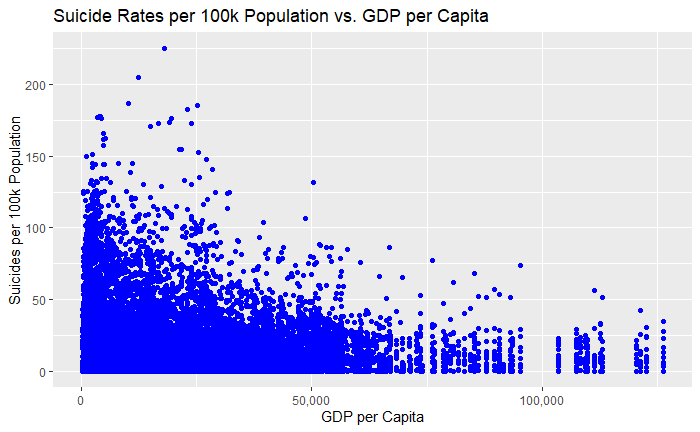 Suicide Rates per 100k Population vs. GDP per Capita
Suicides per 100k Population
200
150
100
50
0
0
50,000
100,000
GDP per Capita